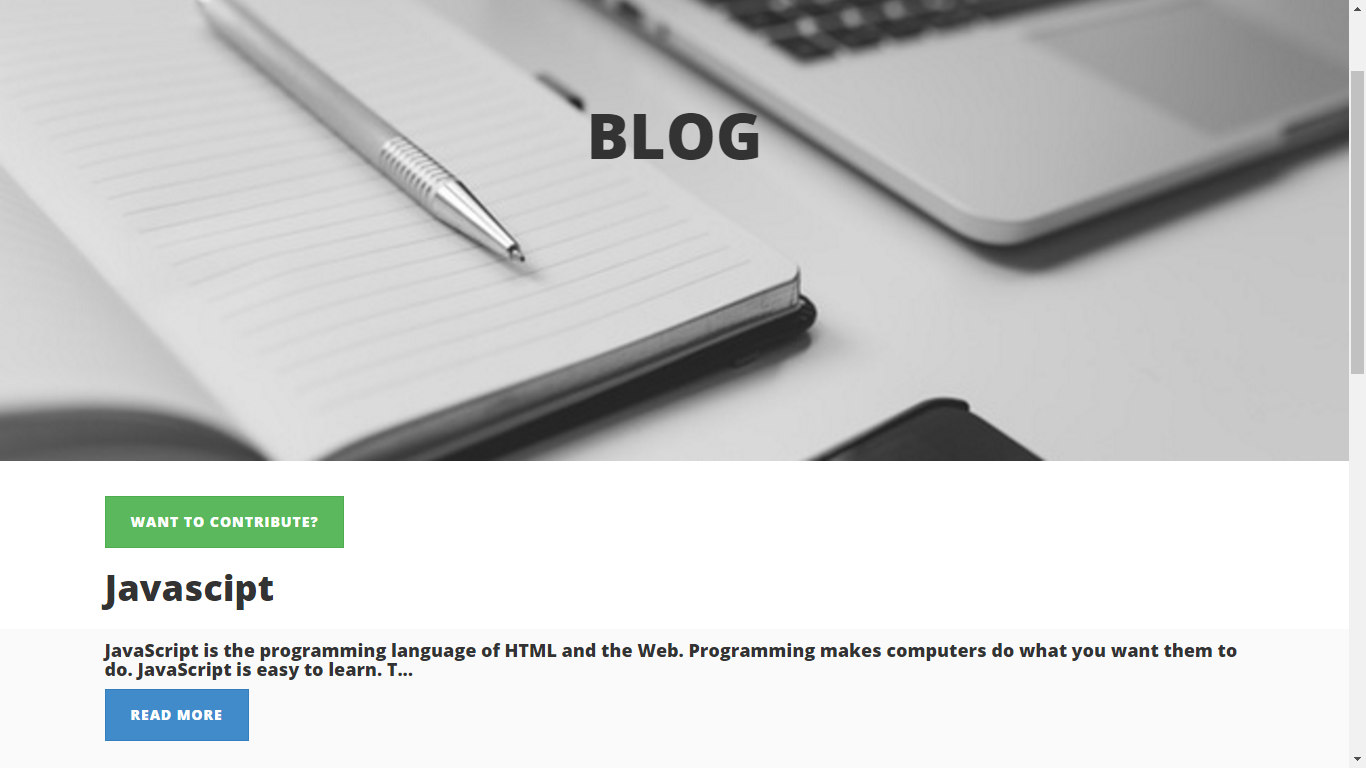 BLOG
WANT TO CONTRIBUTE?
Javascipt
JavaScript is the programming language of HTML and the Web. Programming makes computers do what you want them to
do. JavaScript is easy to learn. T...
READ MORE